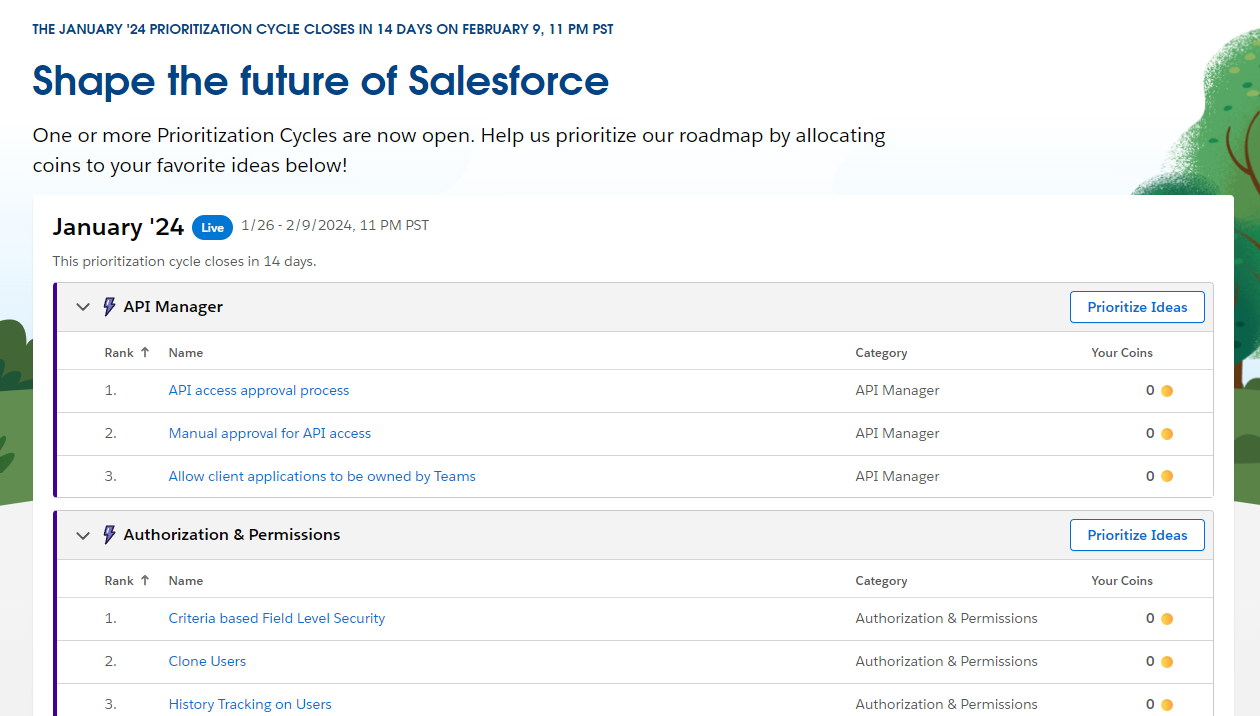 THE JANUARY '24 PRIORITIZATION CYCLE CLOSES IN 14 DAYS ON FEBRUARY 9, 11 PM PST
Shape the future of Salesforce
One or more Prioritization Cycles are now open. Help us prioritize our roadmap by allocating
coins to your favorite ideas below!
January '24 Live 1/26 - 2/9/2024, 11 PM PST
This prioritization cycle closes in 14 days.
API Manager Prioritize Ideas
Rank ↑ Name Category Your Coins
1. API access approval process API Manager 0
2. Manual approval for API access API Manager 0
3. Allow client applications to be owned by Teams API Manager 0
Authorization & Permissions Prioritize Ideas
Rank ↑ Name Category Your Coins
1. Criteria based Field Level Security Authorization & Permissions 0
2. Clone Users Authorization & Permissions 0
3. History Tracking on Users Authorization & Permissions 0